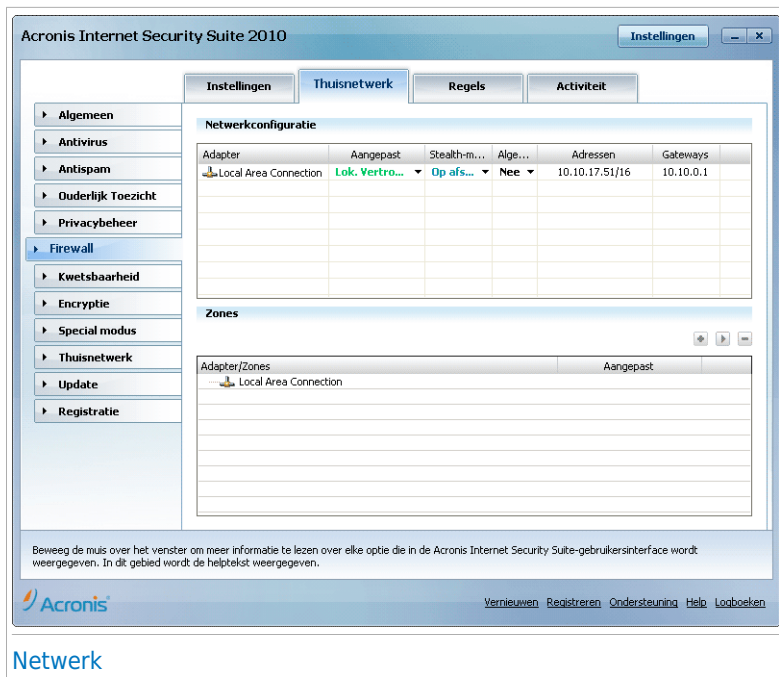 Acronis Internet Security Suite 2010
Instellingen
Instellingen
Thuisnetwerk
Regels
Activiteit
Algemeen
Antivirus
Antispam
Ouderlijk Toezicht
Privacybeheer
Firewall
Kwetsbaarheid
Encryptie
Special modus
Thuisnetwerk
Update
Registratie
Netwerkconfiguratie
Adapter Aangepast Stealth-m... Alge... Adressen Gateways
Local Area Connection Lok. Vertro... Op afs... Nee 10.10.17.51/16 10.10.0.1
Zones
Adapter/Zones Aangepast
Local Area Connection
Beweeg de muis over het venster om meer informatie te lezen over elke optie die in de Acronis Internet Security Suite-gebruikersinterface wordt
weergegeven. In dit gebied wordt de helptekst weergegeven.
Acronis
Vernieuwen Registreren Ondersteuning Help Logboeken
Netwerk